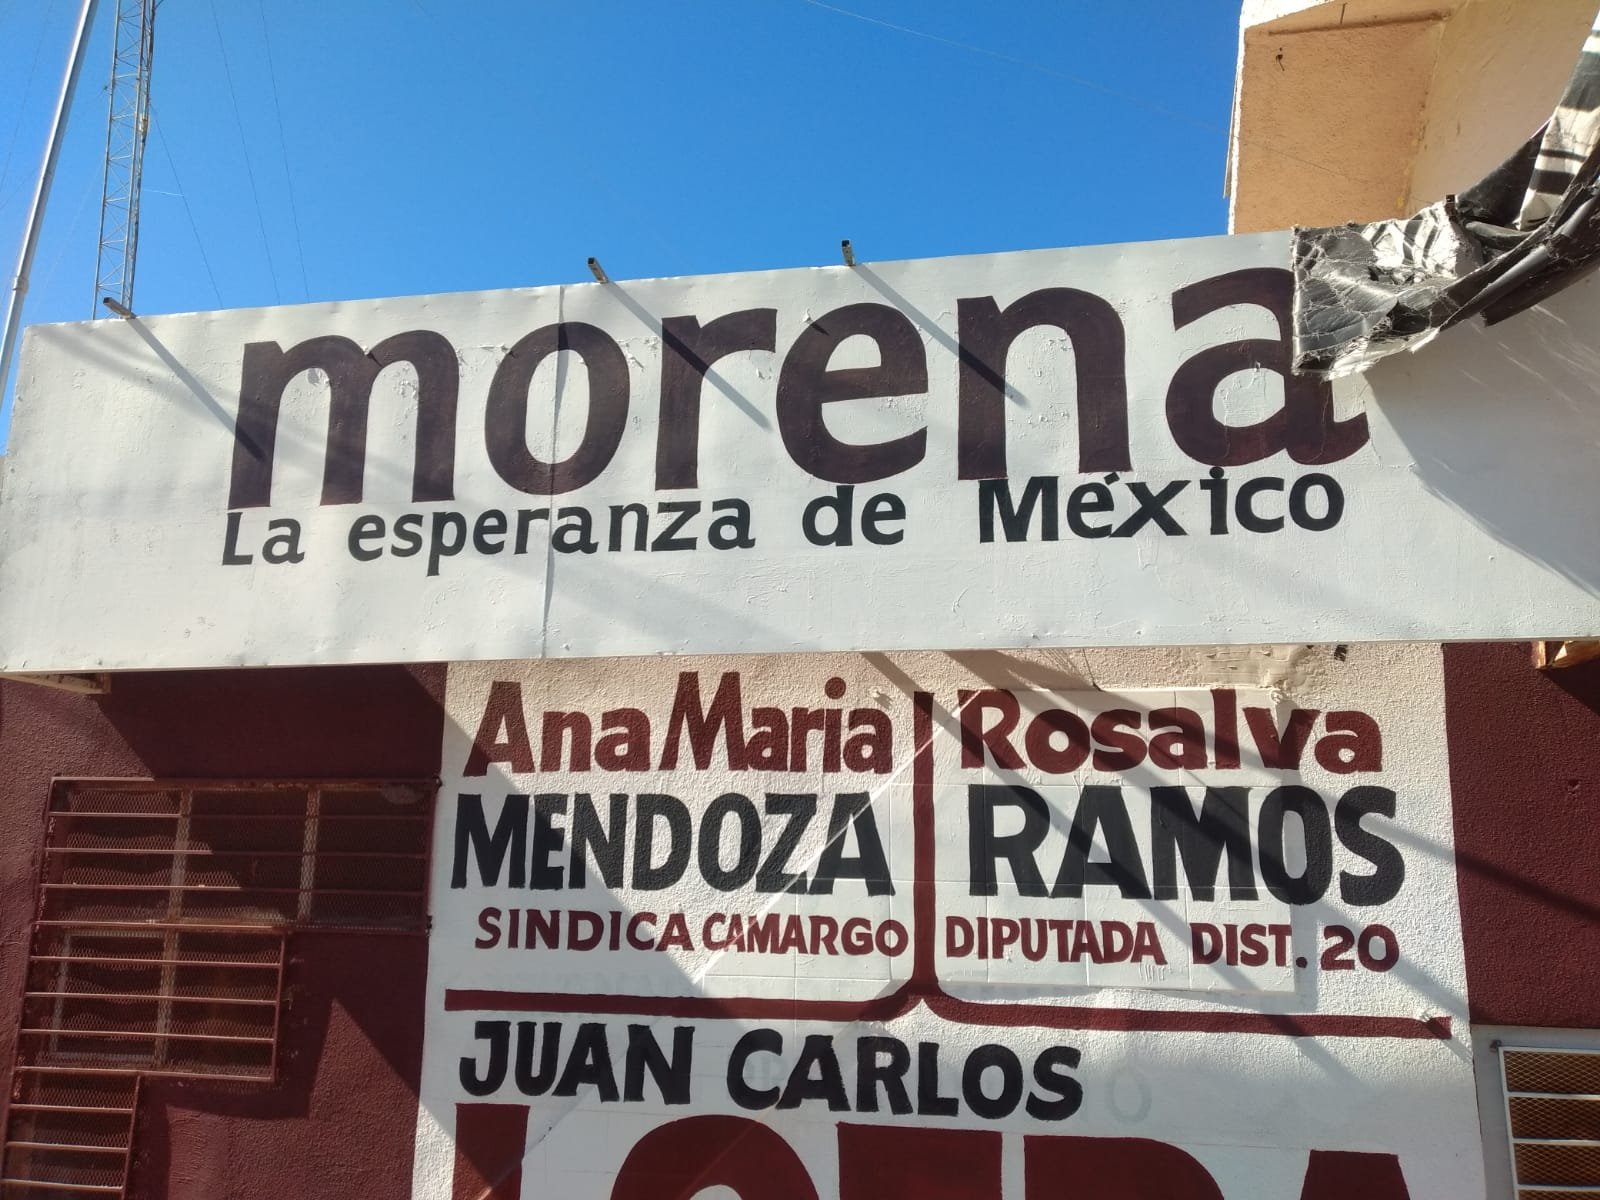 morena
La esperanza de México
Ana Maria
MENDOZA
SINDICA CAMARGO
Rosalva
RAMOS
DIPUTADA DIST. 20
JUAN CARLOS